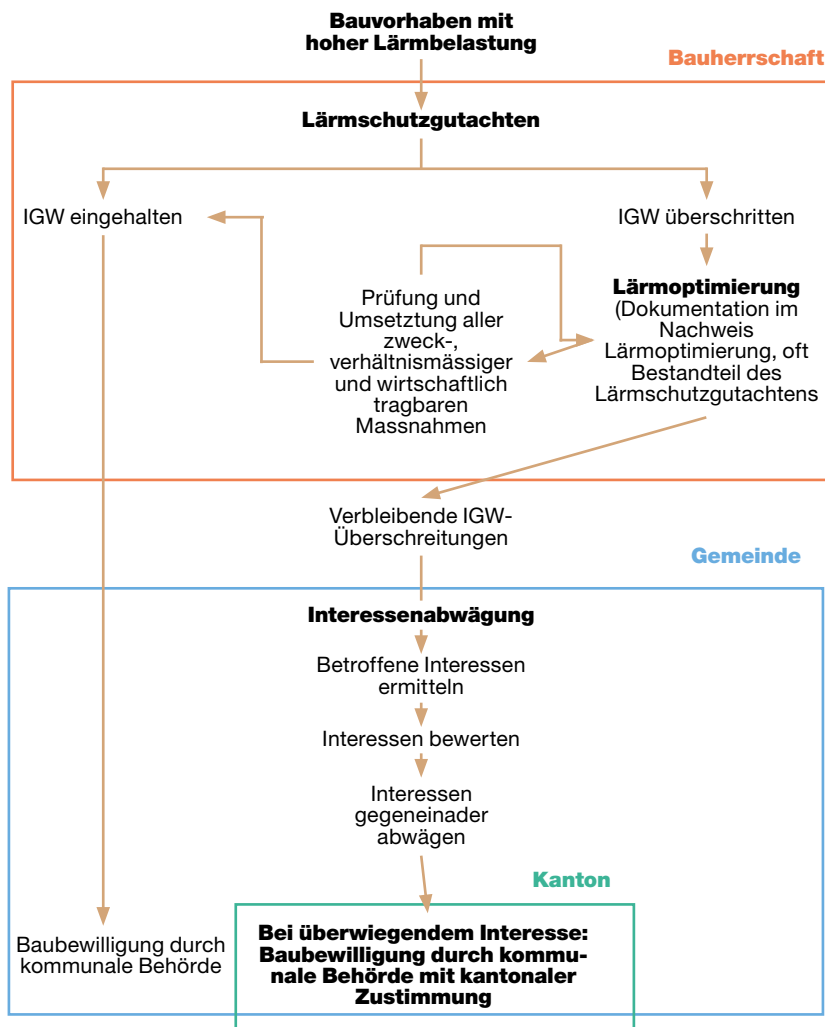 Bauvorhaben mit
hoher Lärmbelastung
Bauherrschaft
Lärmschutzgutachten
IGW eingehalten
IGW überschritten
Prüfung und
Umsetztung aller
zweck-,
verhältnismässiger
und wirtschaftlich
tragbaren
Massnahmen
Lärmoptimierung
(Dokumentation im
Nachweis
Lärmoptimierung, oft
Bestandteil des
Lärmschutzgutachtens
Verbleibende IGW-
Überschreitungen
Gemeinde
Interessenabwägung
Betroffene Interessen
ermitteln
Interessen bewerten
Interessen
gegeneinader
abwägen
Kanton
Baubewilligung durch
kommunale Behörde
Bei überwiegendem Interesse:
Baubewilligung durch kommu-
nale Behörde mit kantonaler
Zustimmung